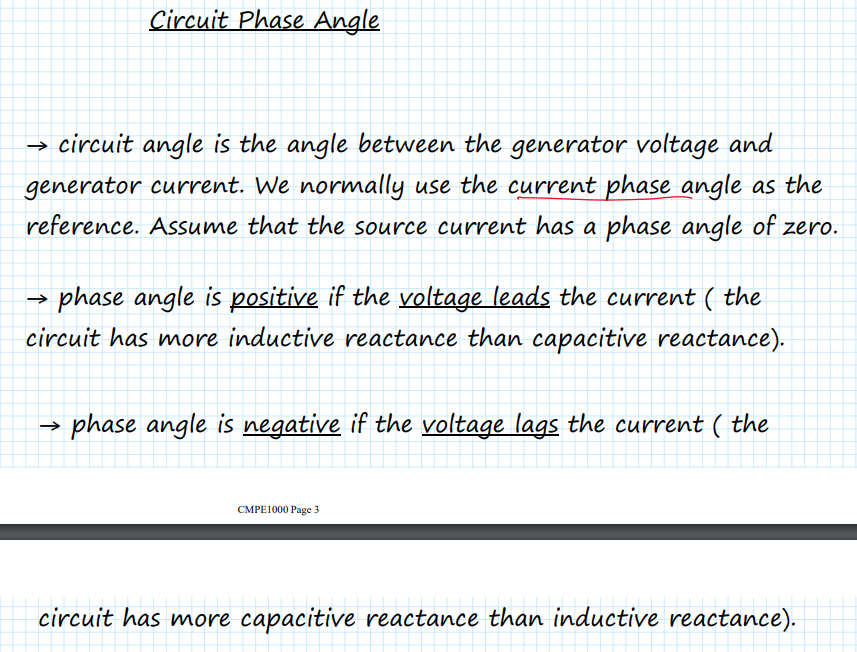 Circuit Phase Angle
→ circuit angle is the angle between the generator voltage and
generator current. We normally use the current phase angle as the
reference. Assume that the source current has a phase angle of zero.
→ phase angle is positive if the voltage leads the current ( the
circuit has more inductive reactance than capacitive reactance).
→ phase angle is negative if the voltage lags the current ( the
CMPE1000 Page 3
circuit has more capacitive reactance than inductive reactance).